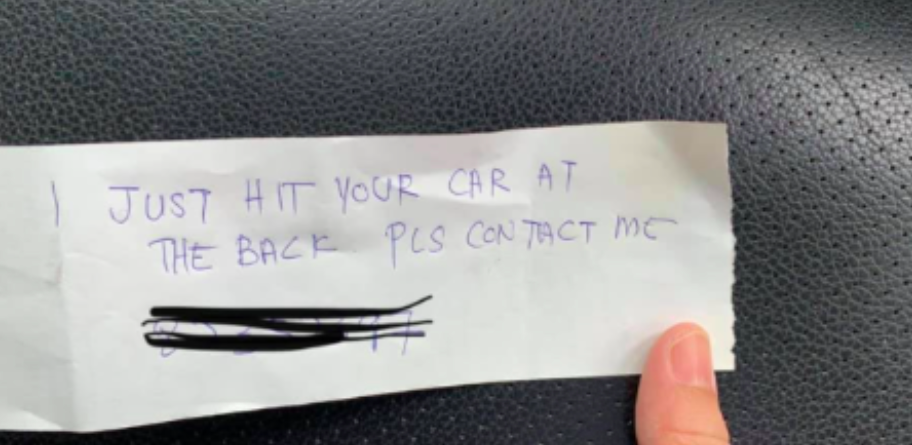 I JUST HIT YOUR CAR AT
THE BACK PLS CONTACT ME